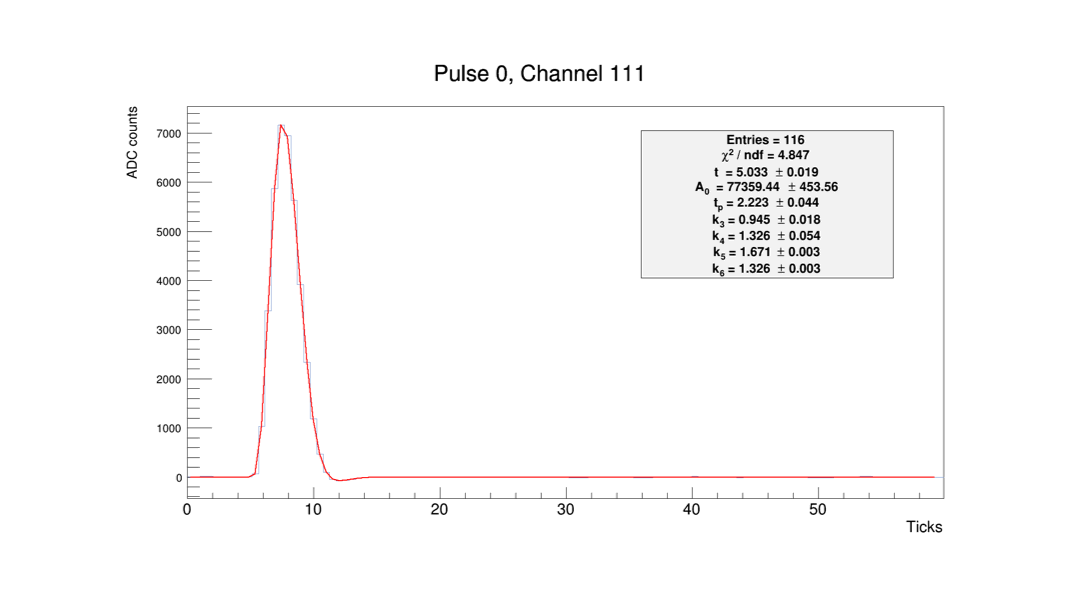 Pulse 0, Channel 111
ADC counts
7000
6000
5000
4000
3000
2000
1000
0
Entries = 116
χ² / ndf = 4.847
t = 5.033 ± 0.019
A₀ = 77359.44 ± 453.56
tₚ = 2.223 ± 0.044
k₃ = 0.945 ± 0.018
k₄ = 1.326 ± 0.054
k₅ = 1.671 ± 0.003
k₆ = 1.326 ± 0.003
0 10 20 30 40 50
Ticks